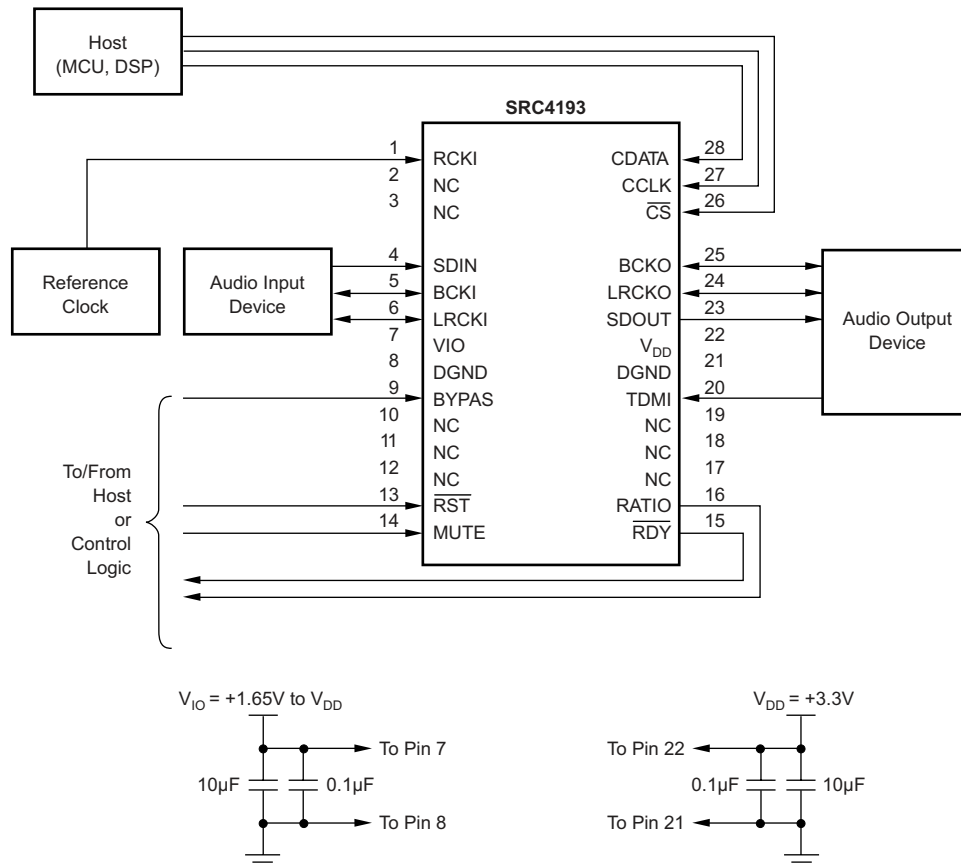 Host
(MCU, DSP)
SRC4193
1 RCKI CDATA 28
2 NC CCLK 27
3 NC CS 26
Reference
Clock
Audio Input
Device
4 SDIN BCKO 25
5 BCKI LRCKO 24
6 LRCKI SDOUT 23
7 VIO VDD 22
8 DGND DGND 21
9 BYPAS TDMI 20
10 NC NC 19
11 NC NC 18
12 NC NC 17
13 RST RATIO 16
14 MUTE RDY 15
Audio Output
Device
To/From
Host
or
Control
Logic
VIO = +1.65V to VDD
To Pin 7
10µF 0.1µF
To Pin 8
VDD = +3.3V
To Pin 22
0.1µF 10µF
To Pin 21